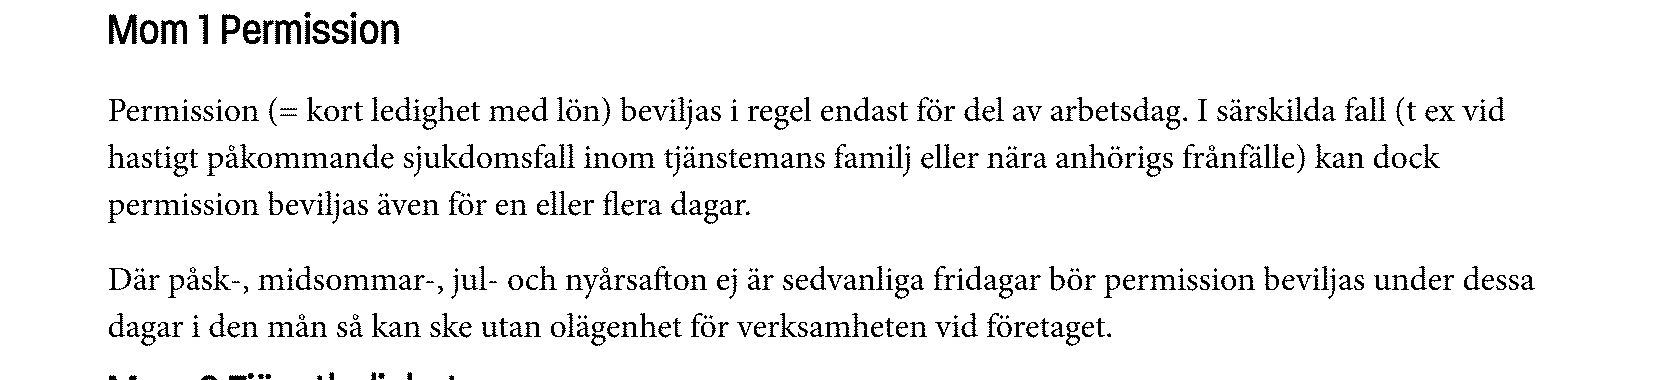 Mom 1 Permission
Permission (= kort ledighet med lön) beviljas i regel endast för del av arbetsdag. I särskilda fall (t ex vid
hastigt påkommande sjukdomsfall inom tjänstemans familj eller nära anhörigs frånfälle) kan dock
permission beviljas även för en eller flera dagar.
Där påsk-, midsommar-, jul- och nyårsafton ej är sedvanliga fridagar bör permission beviljas under dessa
dagar i den mån så kan ske utan olägenhet för verksamheten vid företaget.